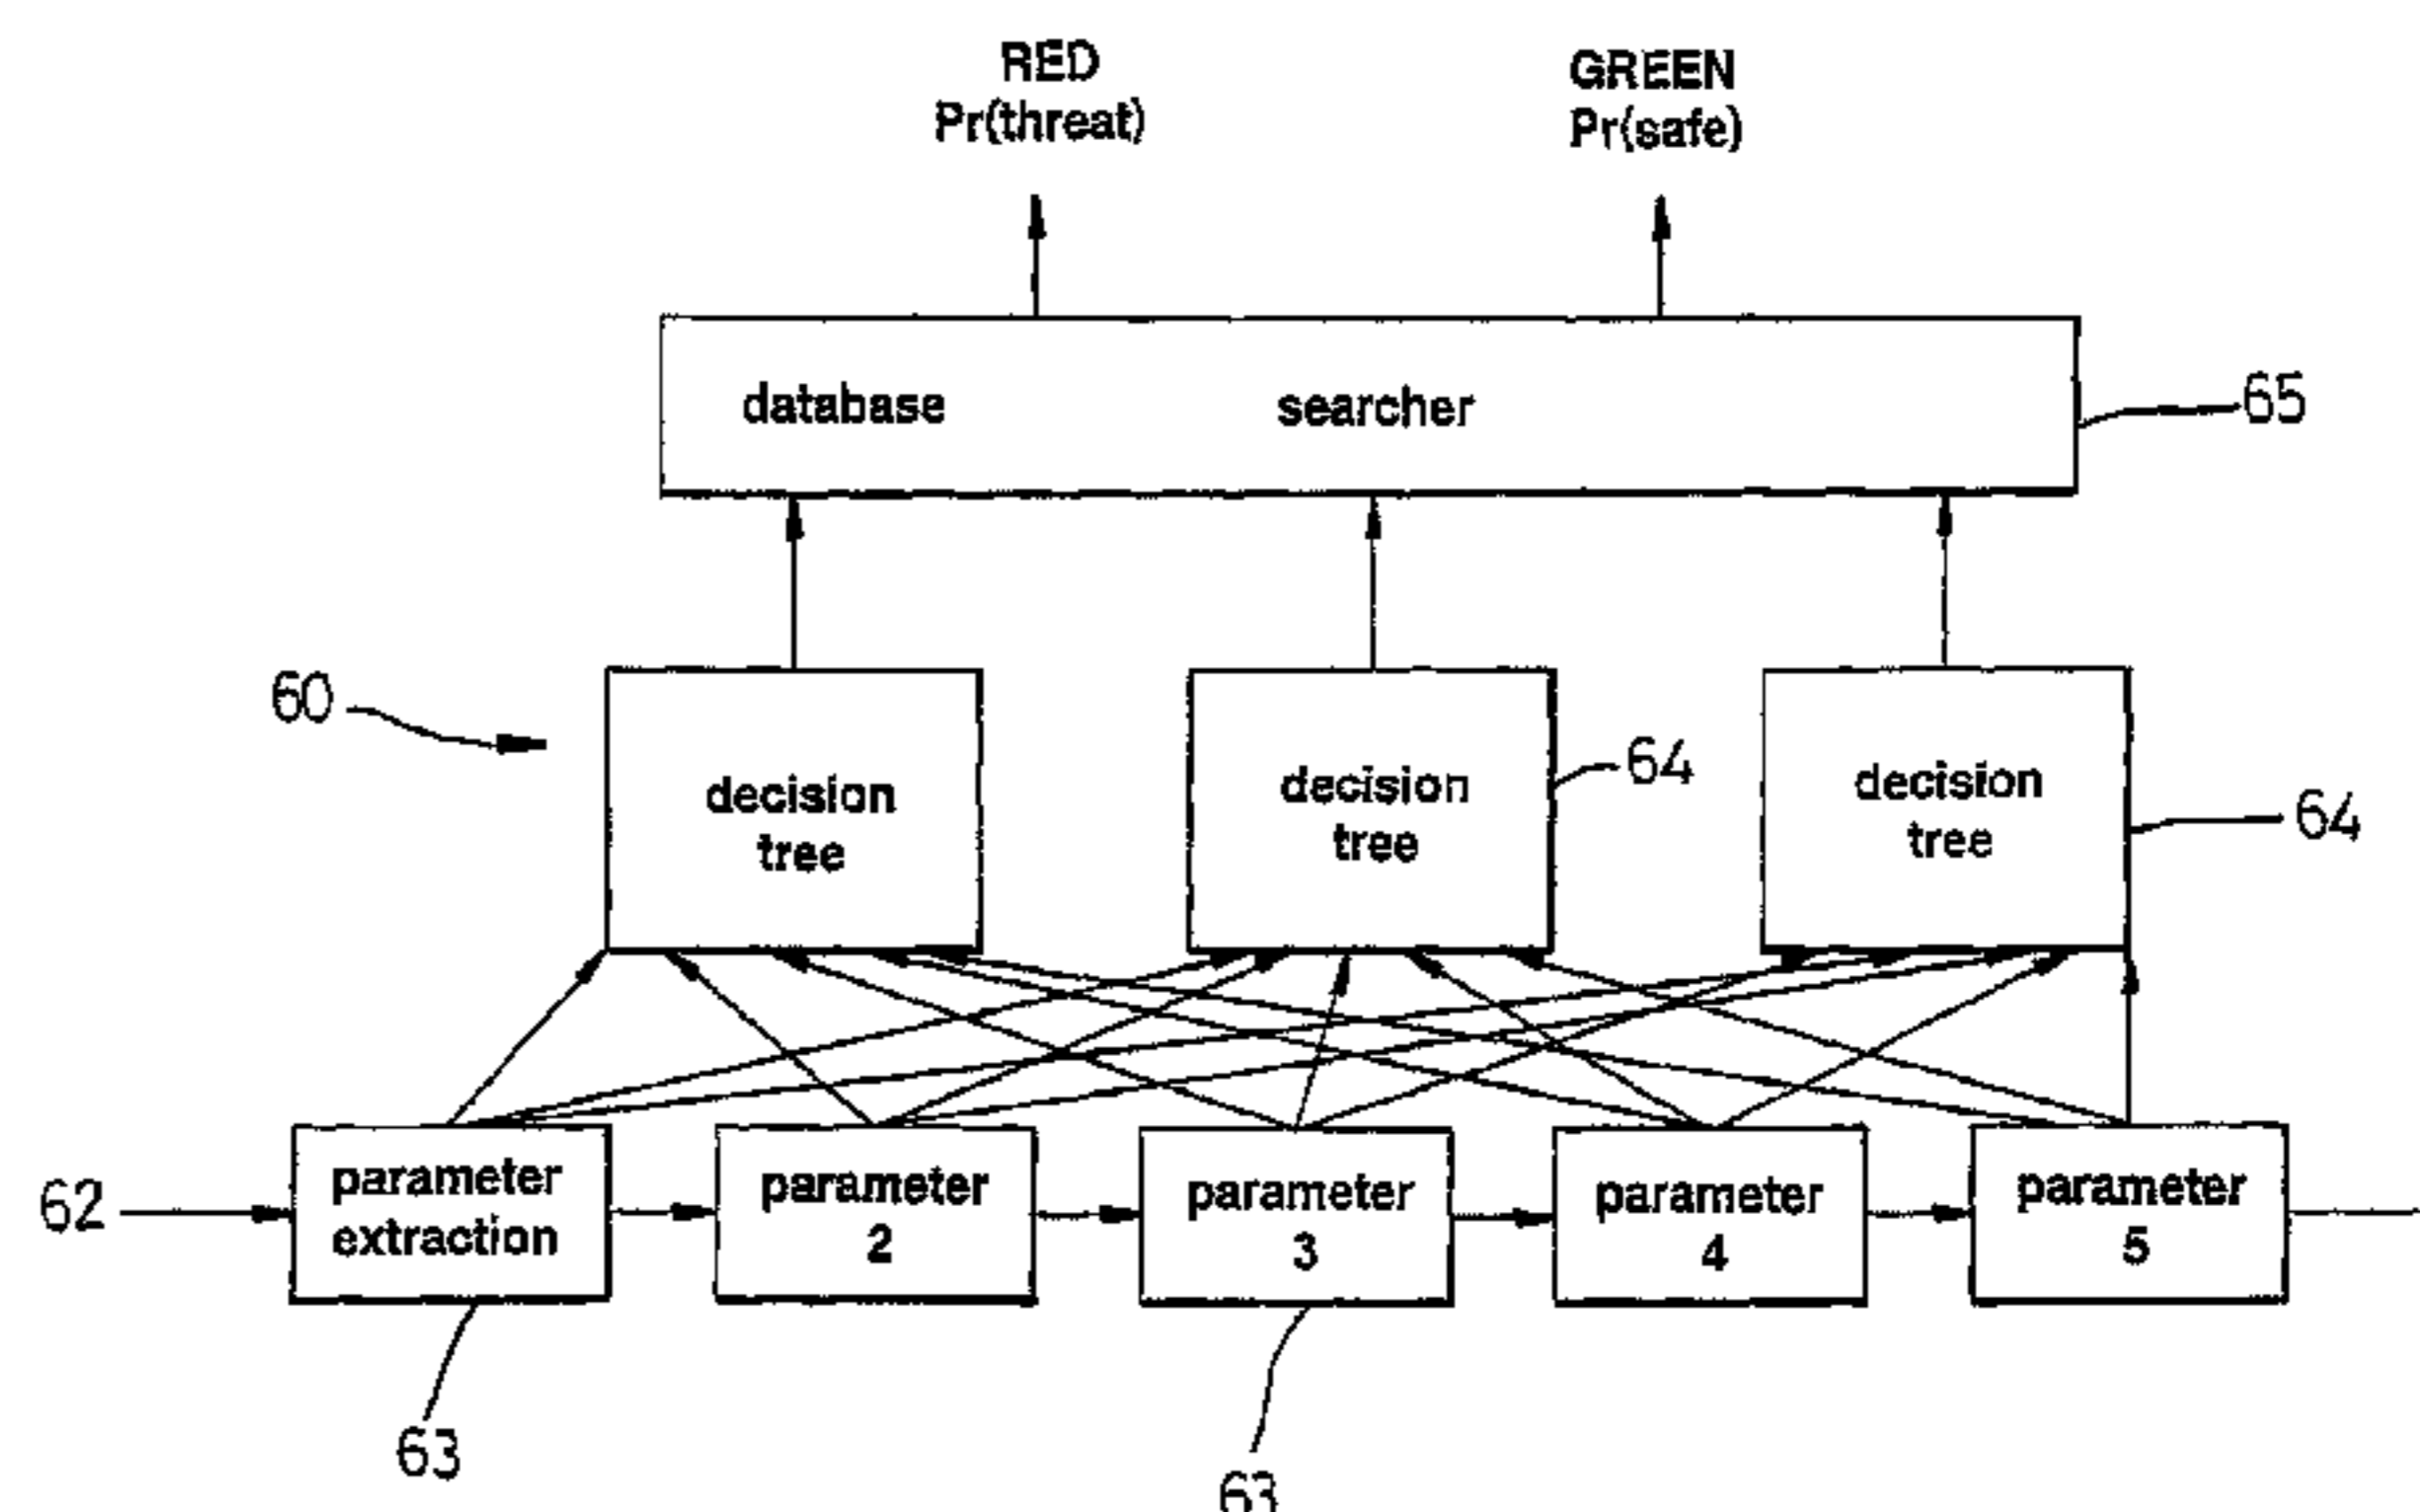 RED
Pr(threat)
GREEN
Pr(safe)
database searcher
65
60
decision
tree
decision
tree
64
decision
tree
64
62
parameter
extraction
parameter
2
parameter
3
parameter
4
parameter
5
63
63